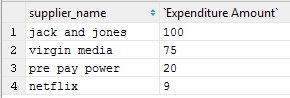 supplier_name `Expenditure Amount`
1 jack and jones 100
2 virgin media 75
3 pre pay power 20
4 netflix 9